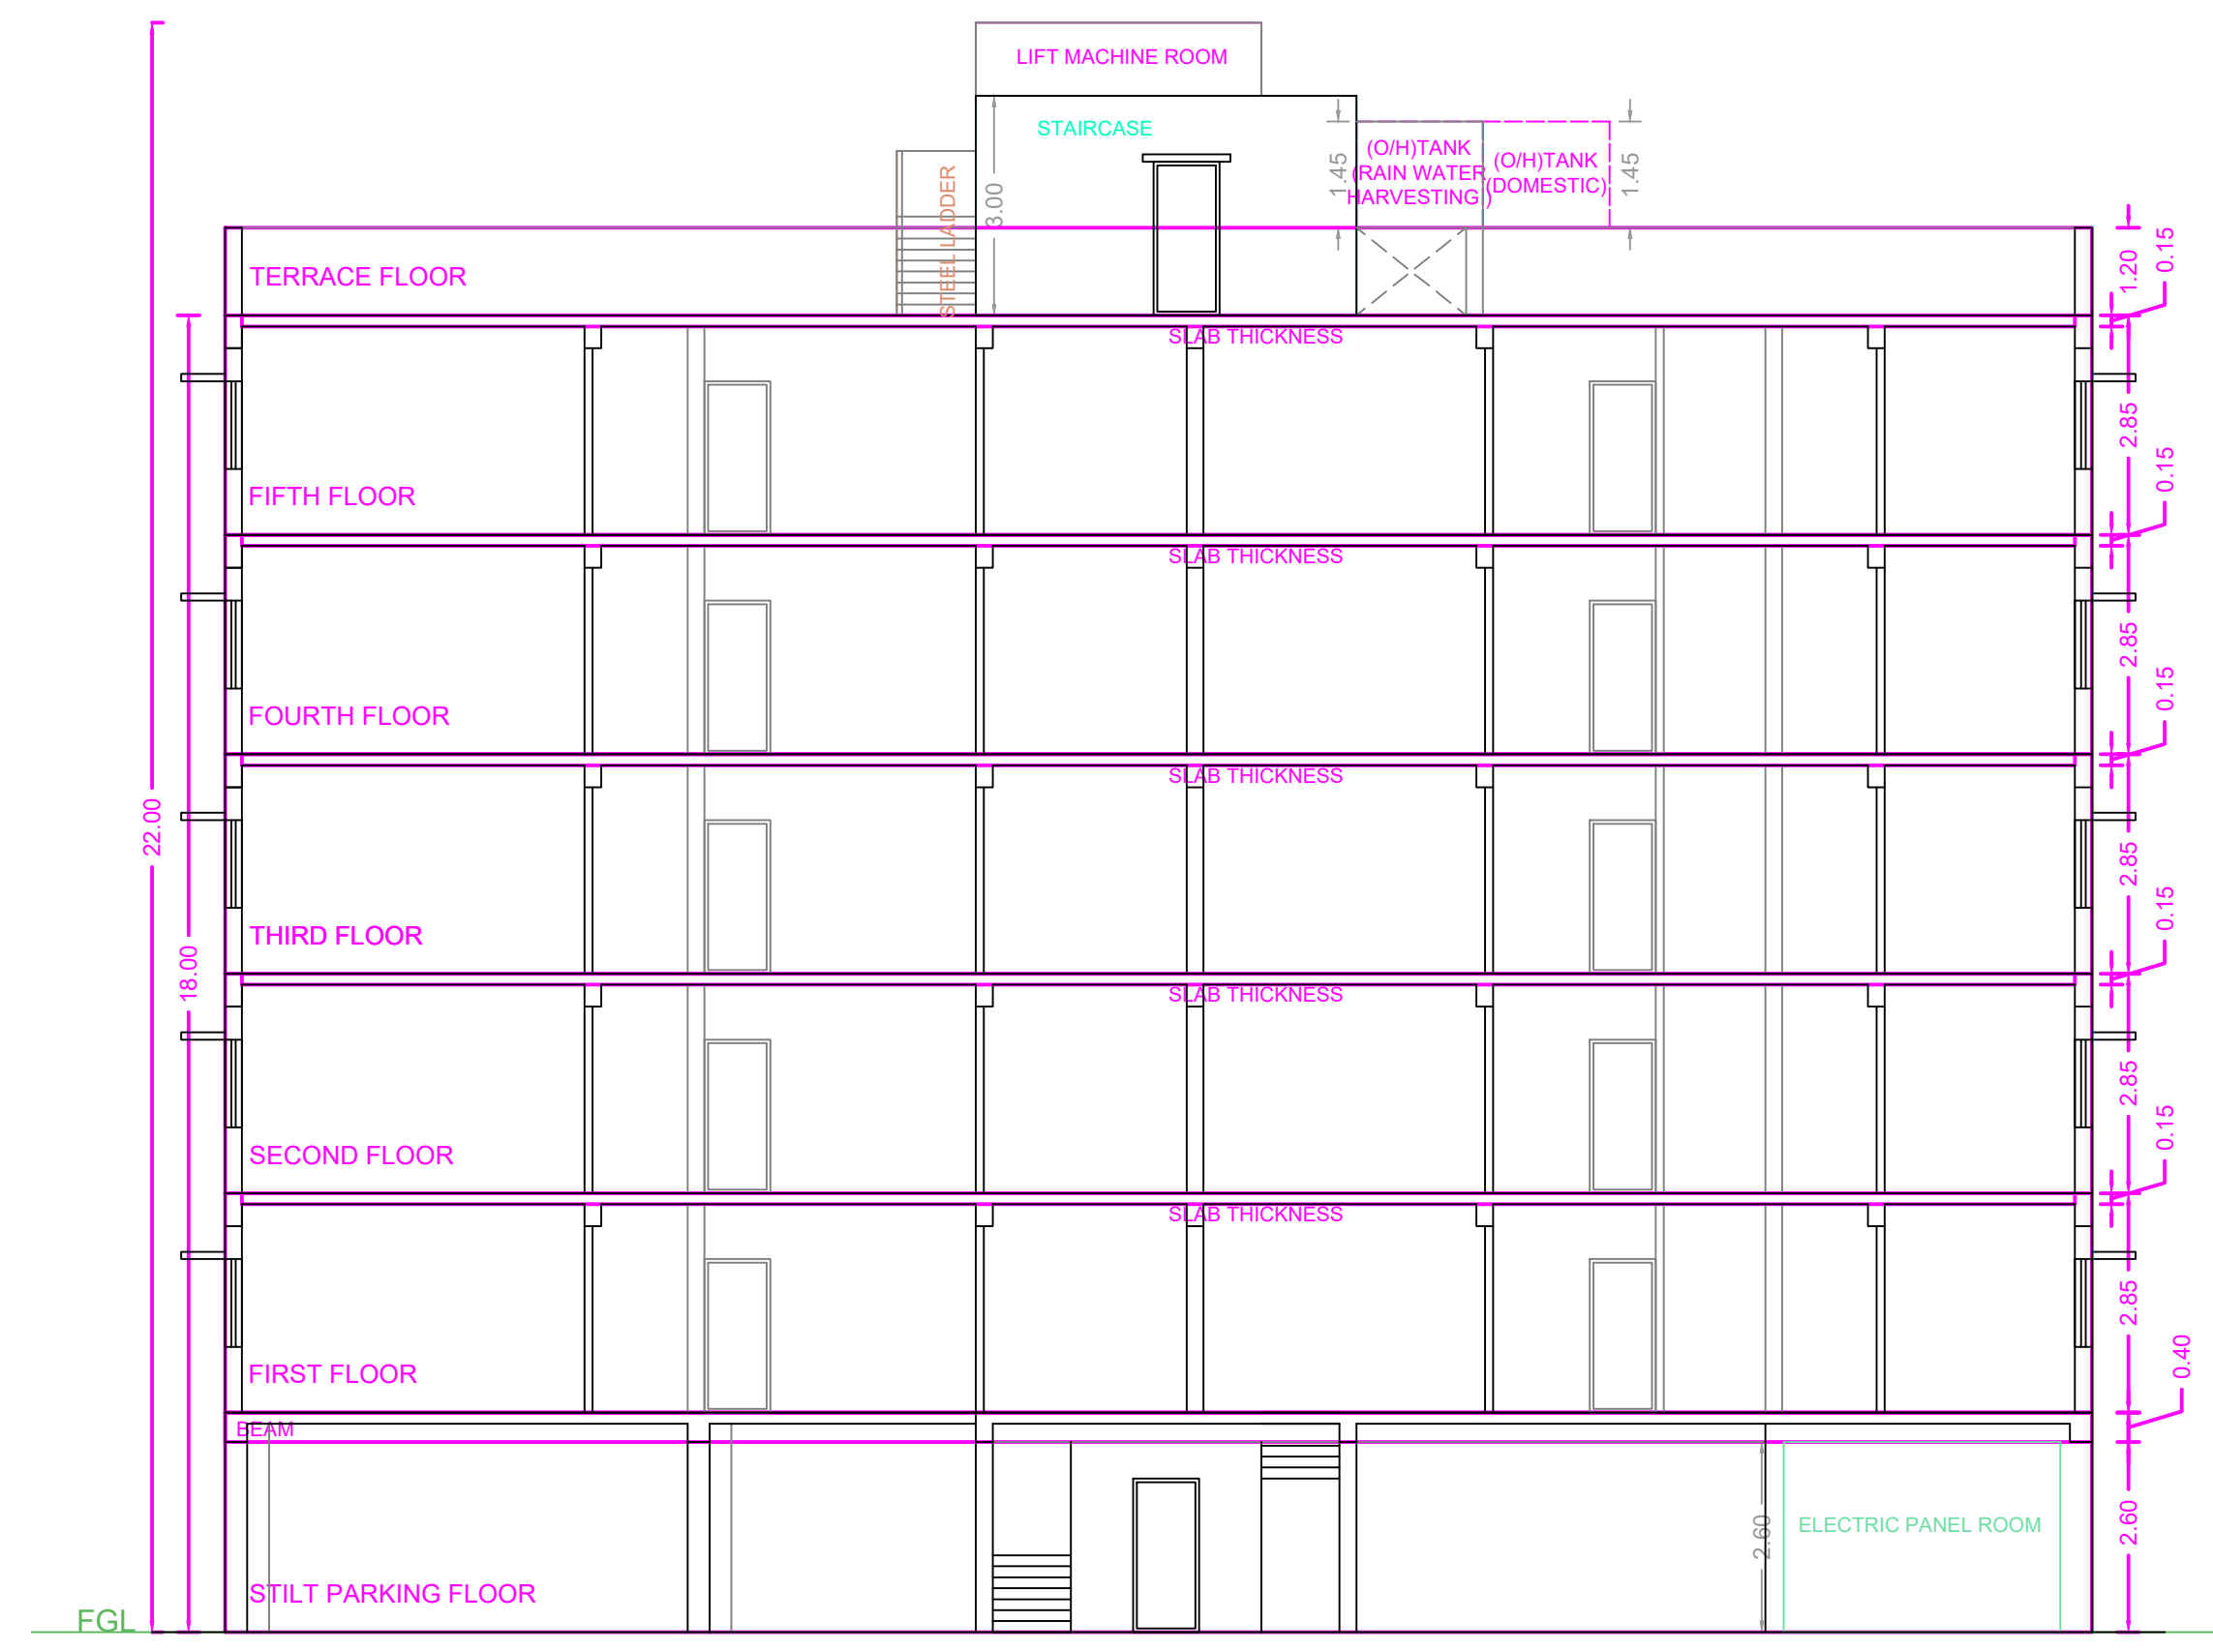 LIFT MACHINE ROOM
STAIRCASE
(O/H)TANK
(RAIN WATER
HARVESTING )
(O/H)TANK
(DOMESTIC)
1.45
1.45
STEEL LADDER
3.00
TERRACE FLOOR
1.20
0.15
SLAB THICKNESS
2.85
FIFTH FLOOR
0.15
SLAB THICKNESS
2.85
FOURTH FLOOR
0.15
SLAB THICKNESS
22.00
2.85
THIRD FLOOR
0.15
18.00
SLAB THICKNESS
2.85
SECOND FLOOR
0.15
SLAB THICKNESS
2.85
FIRST FLOOR
0.40
BEAM
2.60
ELECTRIC PANEL ROOM
2.60
STILT PARKING FLOOR
FGL